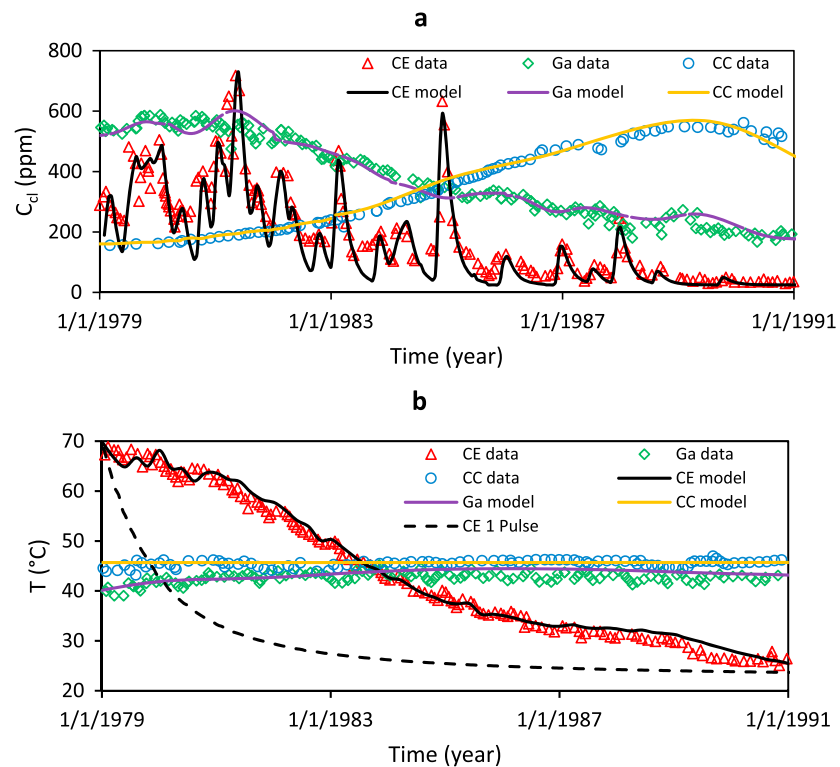 a
800
CE data Ga data CC data
CE model Ga model CC model
600
C_cl (ppm)
400
200
0
1/1/1979 1/1/1983 1/1/1987 1/1/1991
Time (year)
b
70
CE data Ga data
CC data CE model
Ga model CC model
CE 1 Pulse
60
50
T (°C)
40
30
20
1/1/1979 1/1/1983 1/1/1987 1/1/1991
Time (year)